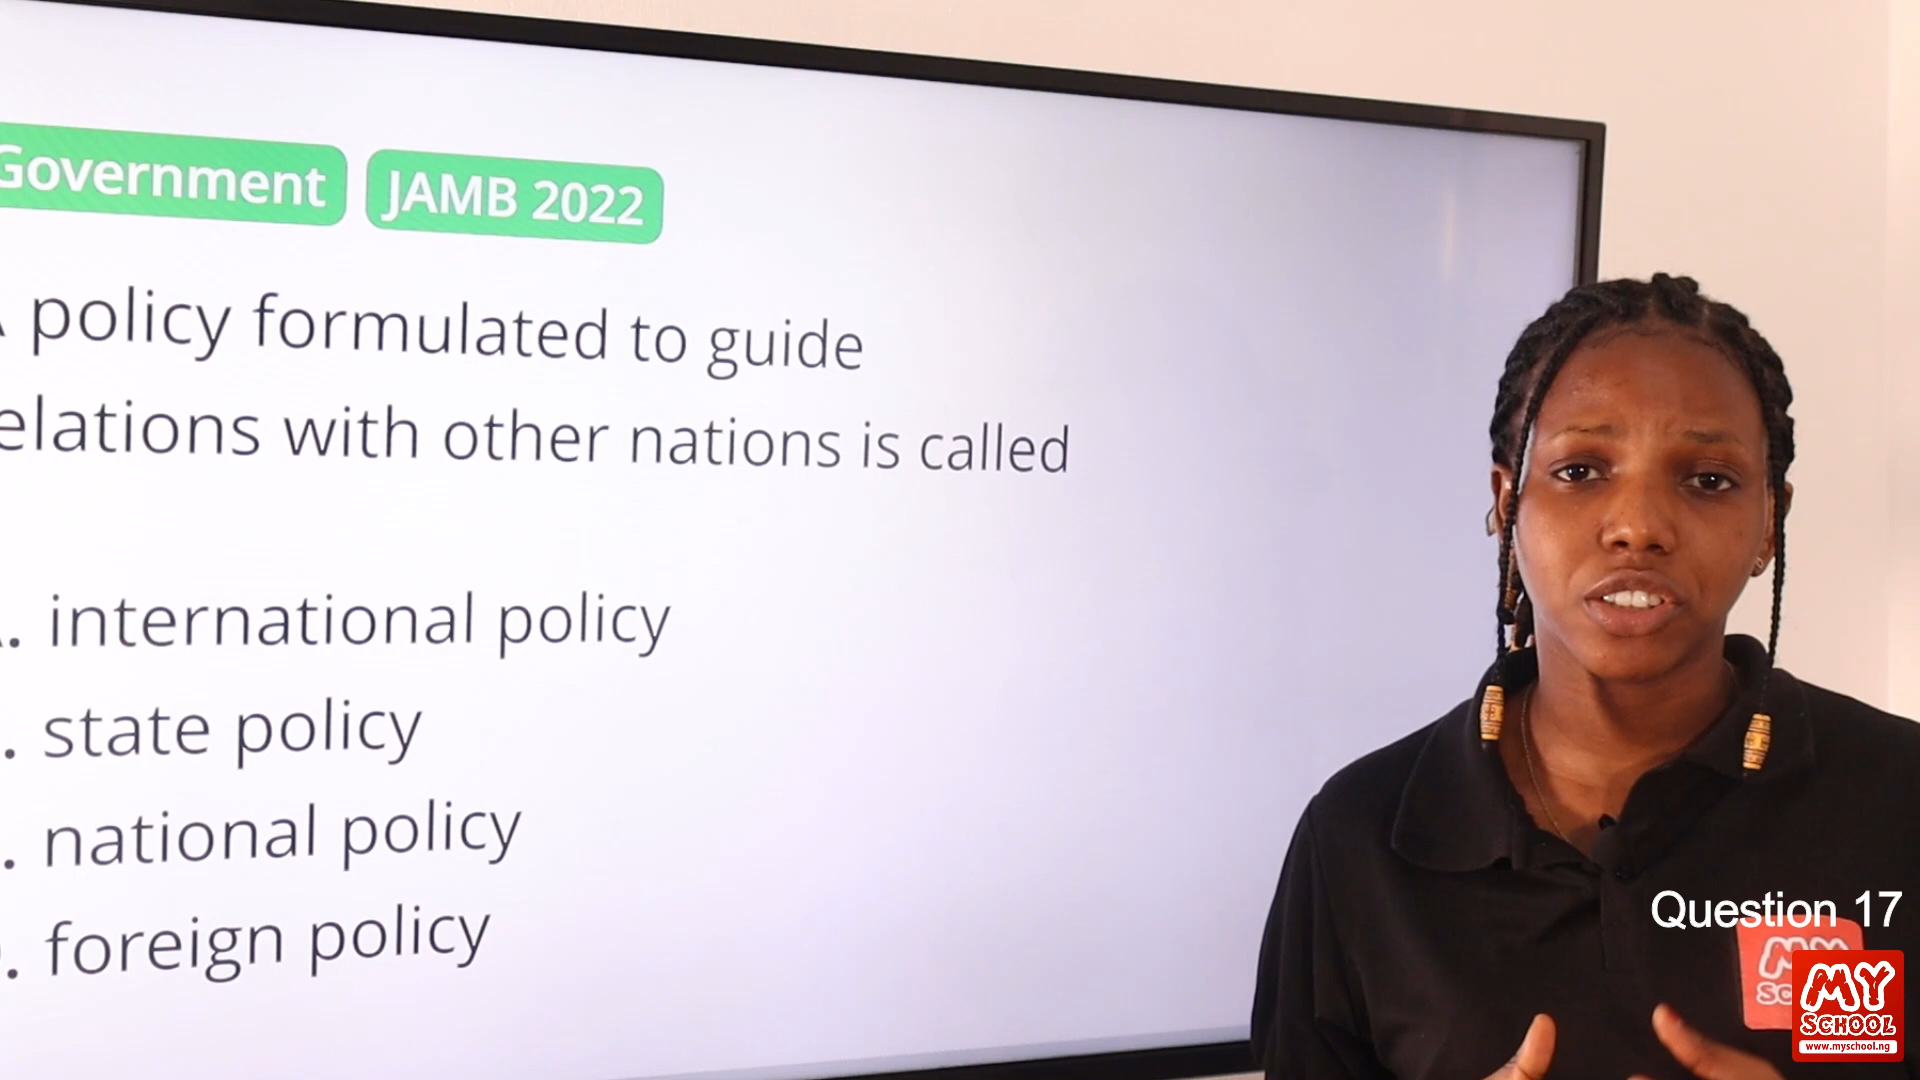 Government JAMB 2022
policy formulated to guide
elations with other nations is called
. international policy
. state policy
. national policy
. foreign policy
Question 17
MY
SCHOOL
www.myschool.ng